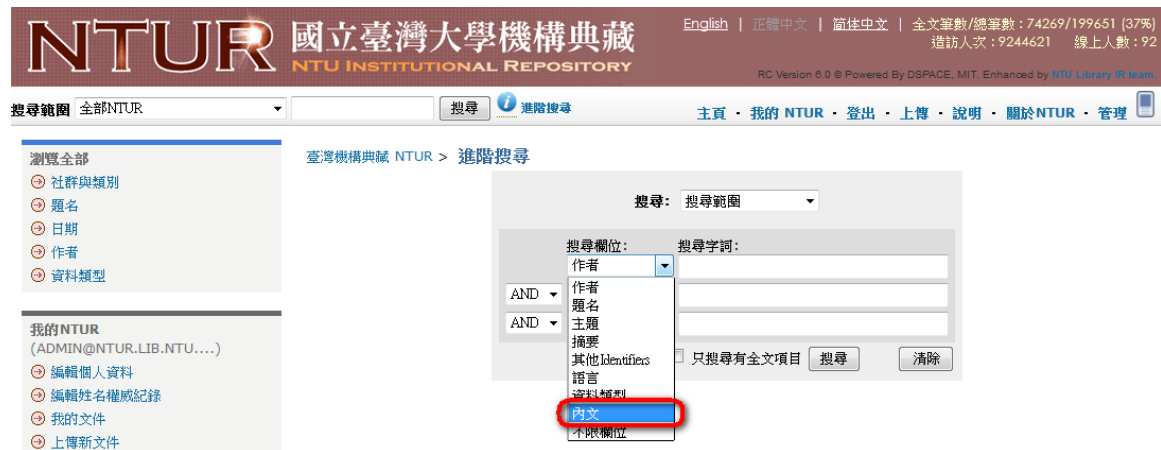 NTUR 國立臺灣大學機構典藏
NTU INSTITUTIONAL REPOSITORY
English | 正體中文 | 简体中文 | 全文筆數/總筆數 : 74269/199651 (37%)
造訪人次 : 9244621 線上人數 : 92
RC Version 6.0 © Powered By DSPACE, MIT. Enhanced by NTU Library IR team.
搜尋範圍 全部NTUR 搜尋 進階搜尋 主頁 ‧ 我的 NTUR ‧ 登出 ‧ 上傳 ‧ 說明 ‧ 關於NTUR ‧ 管理
瀏覽全部
社群與類別
題名
日期
作者
資料類型
我的NTUR
(ADMIN@NTUR.LIB.NTU....)
編輯個人資料
編輯姓名權威紀錄
我的文件
上傳新文件
臺灣機構典藏 NTUR > 進階搜尋
搜尋: 搜尋範圍
搜尋欄位: 搜尋字詞:
作者
AND
AND
作者
題名
主題
摘要
其他Identifiers
語言
資料類型
內文
不限欄位
只搜尋有全文項目 搜尋 清除